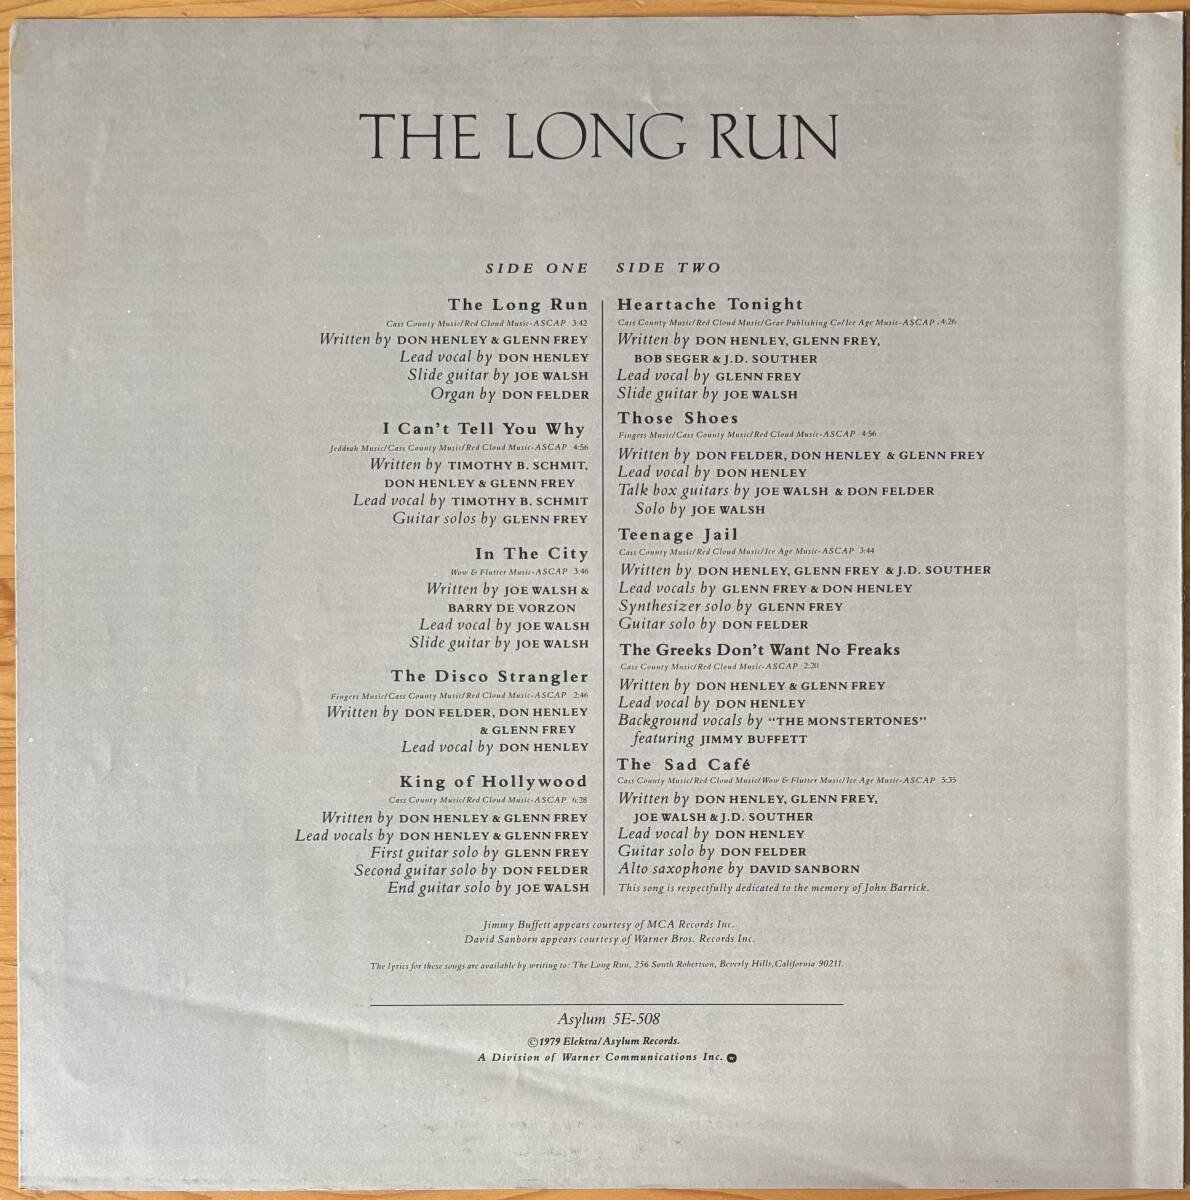 THE LONG RUN
SIDE ONE
The Long Run
Cass County Music/Red Cloud Music-ASCAP 3:42
Written by DON HENLEY & GLENN FREY
Lead vocal by DON HENLEY
Slide guitar by JOE WALSH
Organ by DON FELDER
I Can't Tell You Why
Jeddrah Music/Cass County Music/Red Cloud Music-ASCAP 4:56
Written by TIMOTHY B. SCHMIT,
DON HENLEY & GLENN FREY
Lead vocal by TIMOTHY B. SCHMIT
Guitar solos by GLENN FREY
In The City
Wow & Flutter Music-ASCAP 3:46
Written by JOE WALSH &
BARRY DE VORZON
Lead vocal by JOE WALSH
Slide guitar by JOE WALSH
The Disco Strangler
Fingers Music/Cass County Music/Red Cloud Music-ASCAP 2:46
Written by DON FELDER, DON HENLEY
& GLENN FREY
Lead vocal by DON HENLEY
King of Hollywood
Cass County Music/Red Cloud Music-ASCAP 6:28
Written by DON HENLEY & GLENN FREY
Lead vocals by DON HENLEY & GLENN FREY
First guitar solo by GLENN FREY
Second guitar solo by DON FELDER
End guitar solo by JOE WALSH
SIDE TWO
Heartache Tonight
Cass County Music/Red Cloud Music/Gear Publishing Co/Ice Age Music-ASCAP 4:26
Written by DON HENLEY, GLENN FREY,
BOB SEGER & J.D. SOUTHER
Lead vocal by GLENN FREY
Slide guitar by JOE WALSH
Those Shoes
Fingers Music/Cass County Music/Red Cloud Music-ASCAP 4:56
Written by DON FELDER, DON HENLEY & GLENN FREY
Lead vocal by DON HENLEY
Talk box guitars by JOE WALSH & DON FELDER
Solo by JOE WALSH
Teenage Jail
Cass County Music/Red Cloud Music/Ice Age Music-ASCAP 3:44
Written by DON HENLEY, GLENN FREY & J.D. SOUTHER
Lead vocals by GLENN FREY & DON HENLEY
Synthesizer solo by GLENN FREY
Guitar solo by DON FELDER
The Greeks Don't Want No Freaks
Cass County Music/Red Cloud Music-ASCAP 2:20
Written by DON HENLEY & GLENN FREY
Lead vocal by DON HENLEY
Background vocals by "THE MONSTERTONES"
featuring JIMMY BUFFETT
The Sad Café
Cass County Music/Red Cloud Music/Wow & Flutter Music/Ice Age Music-ASCAP 5:35
Written by DON HENLEY, GLENN FREY,
JOE WALSH & J.D. SOUTHER
Lead vocal by DON HENLEY
Guitar solo by DON FELDER
Alto saxophone by DAVID SANBORN
This song is respectfully dedicated to the memory of John Barrick.
Jimmy Buffett appears courtesy of MCA Records Inc.
David Sanborn appears courtesy of Warner Bros. Records Inc.
The lyrics for these songs are available by writing to: The Long Run, 256 South Robertson, Beverly Hills, California 90211.
Asylum 5E-508
©1979 Elektra/Asylum Records.
A Division of Warner Communications Inc.